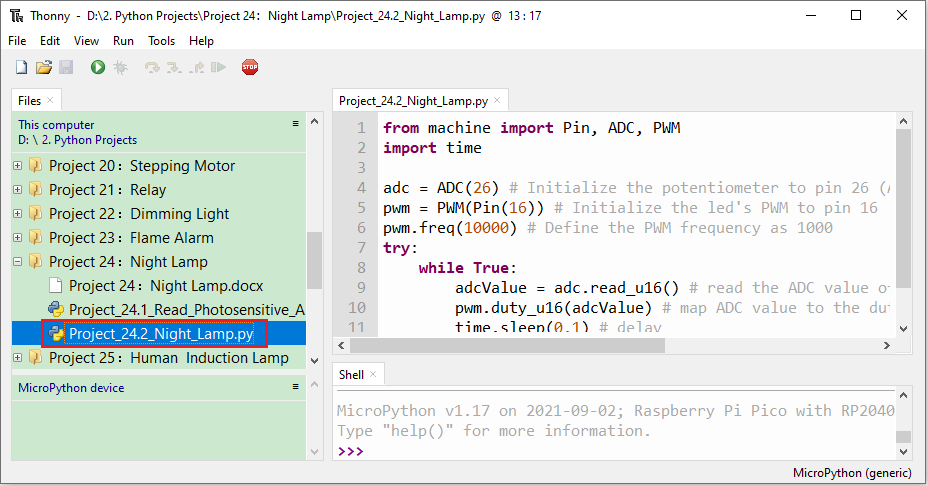 Thonny - D:\2. Python Projects\Project 24：Night Lamp\Project_24.2_Night_Lamp.py @ 13 : 17
File Edit View Run Tools Help
STOP
Files
This computer
D: \ 2. Python Projects
Project 20：Stepping Motor
Project 21：Relay
Project 22：Dimming Light
Project 23：Flame Alarm
Project 24：Night Lamp
Project 24：Night Lamp.docx
Project_24.1_Read_Photosensitive_A
Project_24.2_Night_Lamp.py
Project 25：Human Induction Lamp
MicroPython device
Project_24.2_Night_Lamp.py
1 from machine import Pin, ADC, PWM
2 import time
3
4 adc = ADC(26) # Initialize the potentiometer to pin 26 (
5 pwm = PWM(Pin(16)) # Initialize the led's PWM to pin 16
6 pwm.freq(10000) # Define the PWM frequency as 1000
7 try:
8 while True:
9 adcValue = adc.read_u16() # read the ADC value o
10 pwm.duty_u16(adcValue) # map ADC value to the du
11 time.sleep(0.1) # delay
Shell
MicroPython v1.17 on 2021-09-02; Raspberry Pi Pico with RP2040
Type "help()" for more information.
>>>
MicroPython (generic)